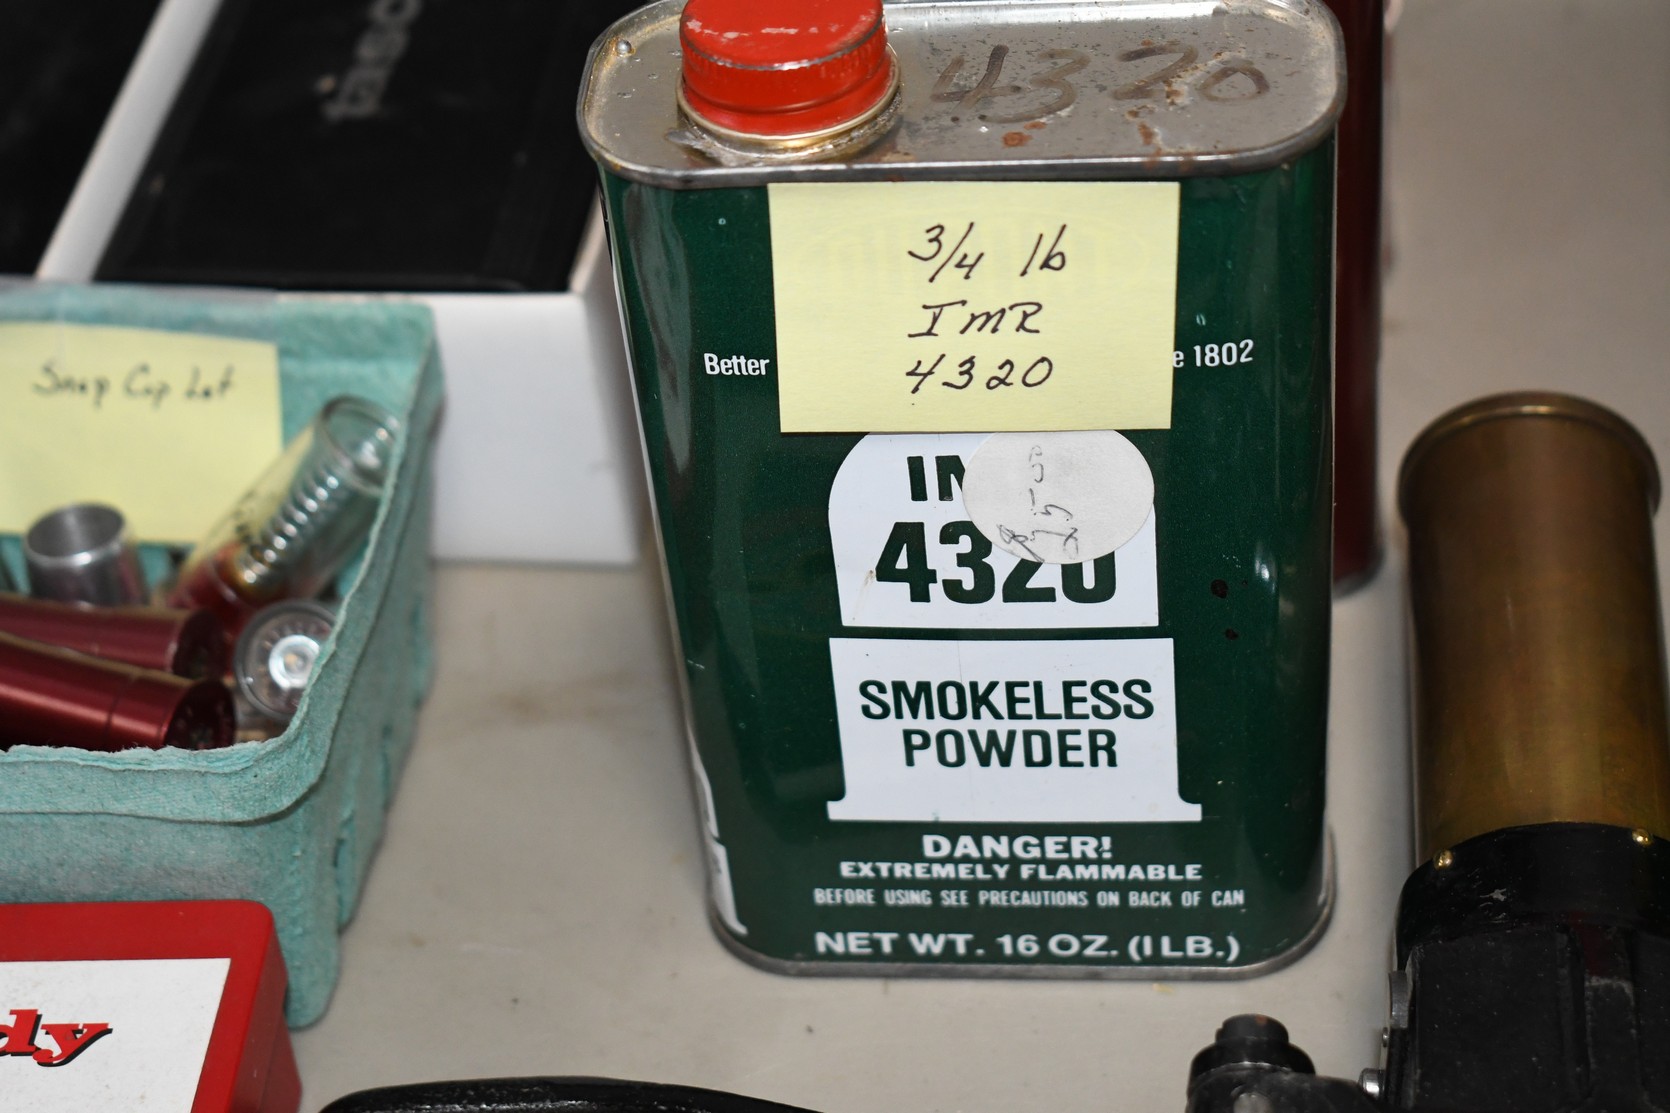 tasco
4320
3/4 lb
IMR
4320
Better
e 1802
Snap Cap Lot
IM
4320
SMOKELESS
POWDER
DANGER!
EXTREMELY FLAMMABLE
BEFORE USING SEE PRECAUTIONS ON BACK OF CAN
NET WT. 16 OZ. (1 LB.)
dy